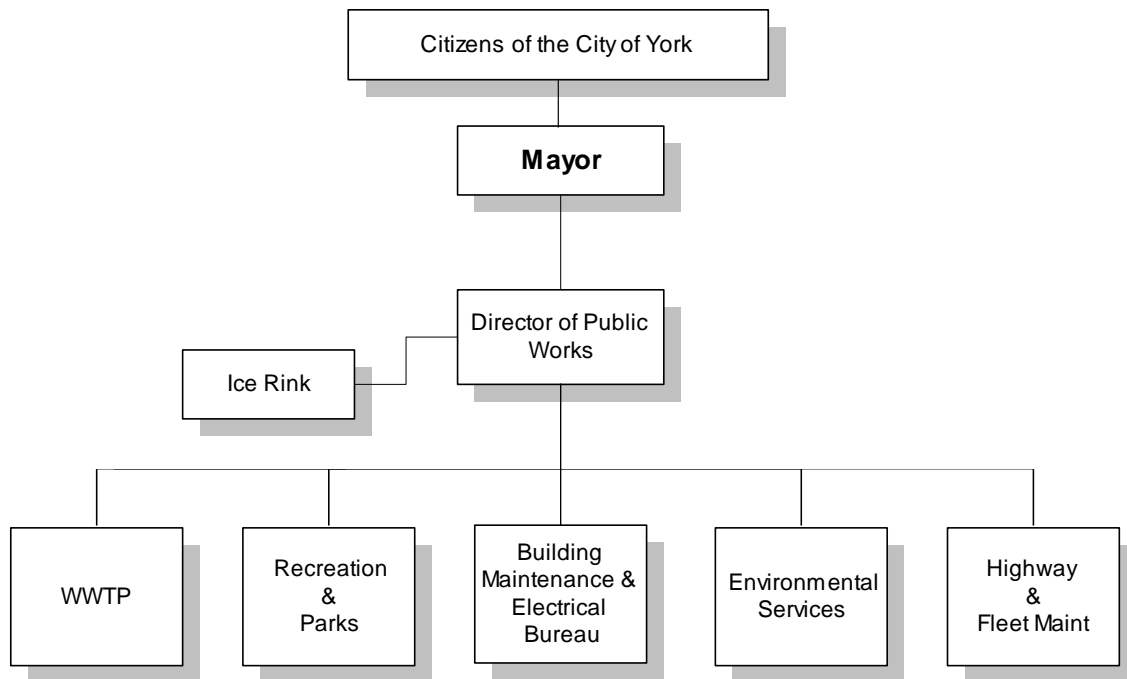 Citizens of the City of York
Mayor
Director of Public
Works
Ice Rink
WWTP
Recreation
&
Parks
Building
Maintenance &
Electrical
Bureau
Environmental
Services
Highway
&
Fleet Maint